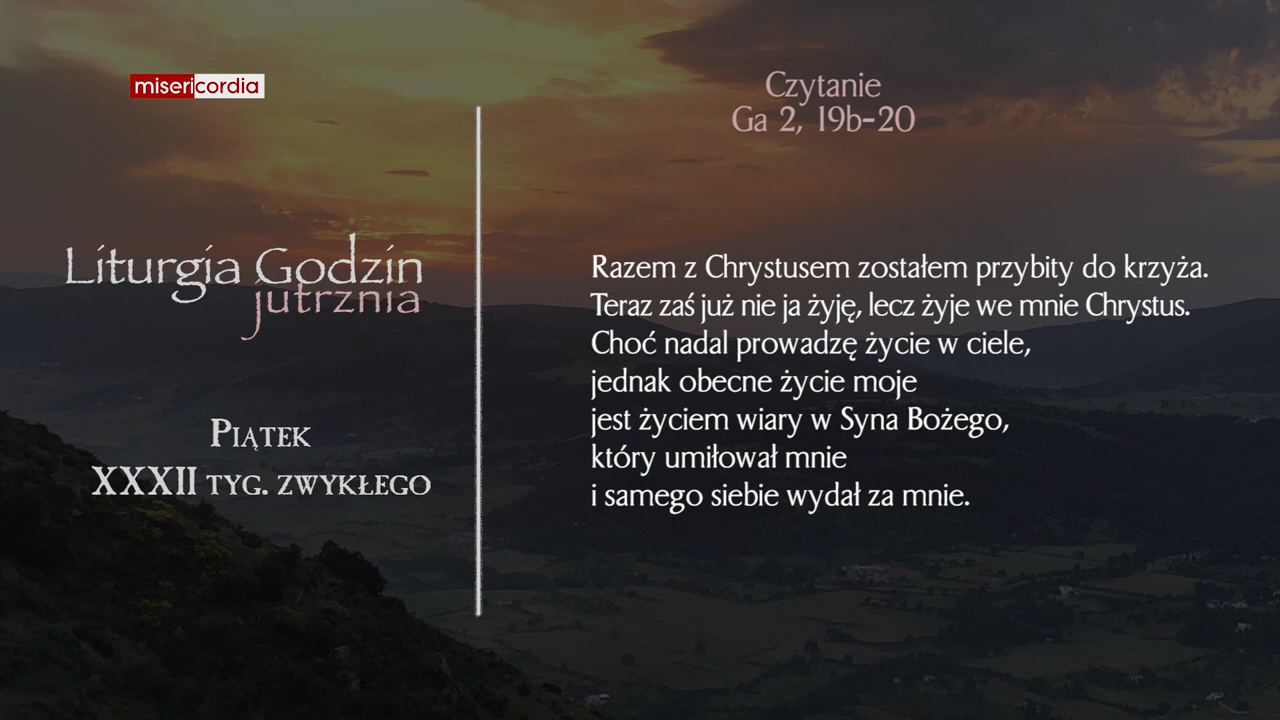 misericordia
Liturgia Godzin
jutrznia
Piątek
XXXII tyg. zwykłego
Czytanie
Ga 2, 19b-20
Razem z Chrystusem zostałem przybity do krzyża.
Teraz zaś już nie ja żyję, lecz żyje we mnie Chrystus.
Choć nadal prowadzę życie w ciele,
jednak obecne życie moje
jest życiem wiary w Syna Bożego,
który umiłował mnie
i samego siebie wydał za mnie.